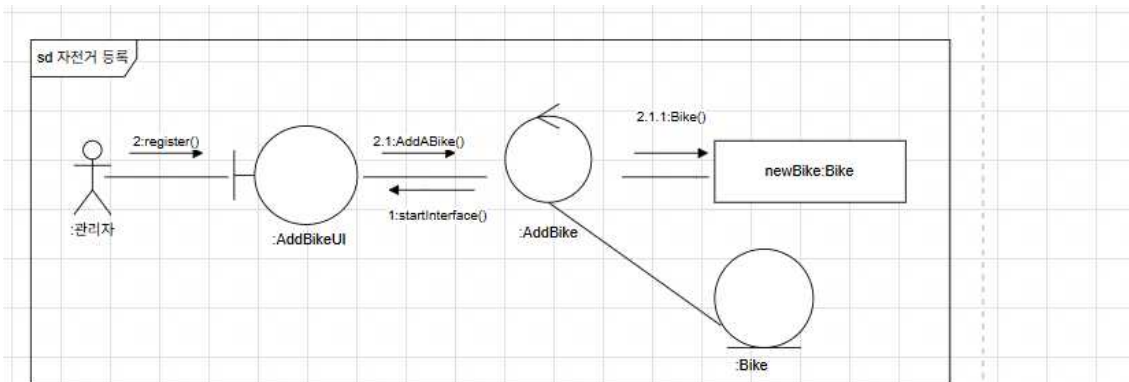 sd 자전거 등록
2:register()
2.1:AddABike()
2.1.1:Bike()
1:startInterface()
newBike:Bike
:관리자
:AddBikeUI
:AddBike
:Bike